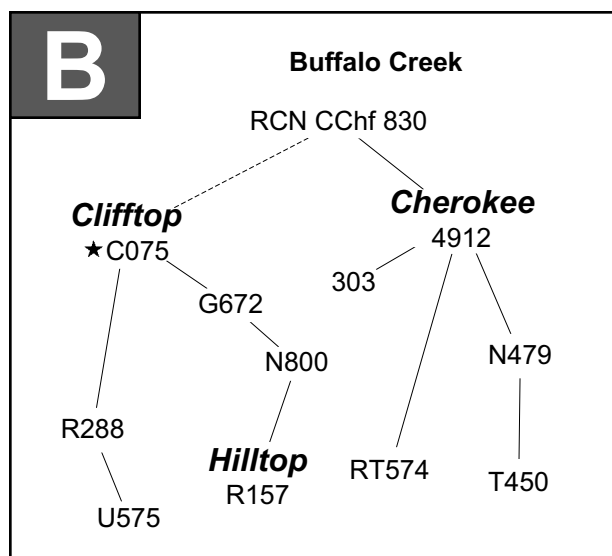 B
Buffalo Creek
RCN CChf 830
Clifftop
★C075
Cherokee
4912
303
G672
N800
N479
R288
Hilltop
R157
RT574
T450
U575